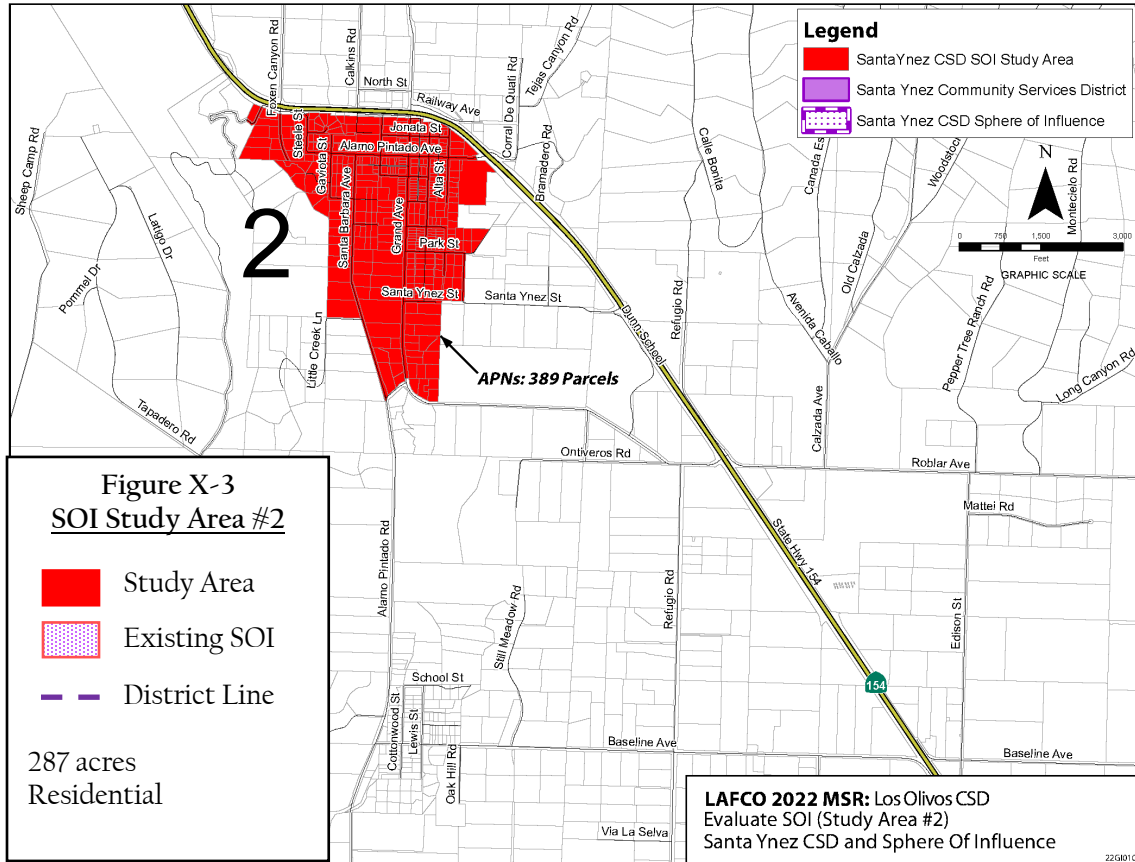 Legend
SantaYnez CSD SOI Study Area
Santa Ynez Community Services District
Santa Ynez CSD Sphere of Influence
N
0 750 1,500 3,000
Feet
GRAPHIC SCALE
Foxen Canyon Rd
Calkins Rd
North St
Railway Ave
Corral De Quati Rd
Tejas Canyon Rd
Steele St
Jonata St
Alamo Pintado Ave
Gaviota St
Alta St
Bramadero Rd
Sheep Camp Rd
Latigo Dr
Pommel Dr
2
Santa Barbara Ave
Grand Ave
Park St
Santa Ynez St
Santa Ynez St
Calle Bonita
Canada Es
Woodstock
Old Calzada
Montecielo Rd
Avenida Caballo
Refugio Rd
Dunn School
Pepper Tree Ranch Rd
Long Canyon Rd
Little Creek Ln
APNs: 389 Parcels
Calzada Ave
Tapadero Rd
Ontiveros Rd
Roblar Ave
Mattei Rd
Alamo Pintado Rd
State Hwy 154
Refugio Rd
Edison St
Still Meadow Rd
154
School St
Cottonwood St
Lewis St
Oak Hill Rd
Baseline Ave
Baseline Ave
Via La Selva
Figure X-3
SOI Study Area #2
Study Area
Existing SOI
District Line
287 acres
Residential
LAFCO 2022 MSR: Los Olivos CSD
Evaluate SOI (Study Area #2)
Santa Ynez CSD and Sphere Of Influence